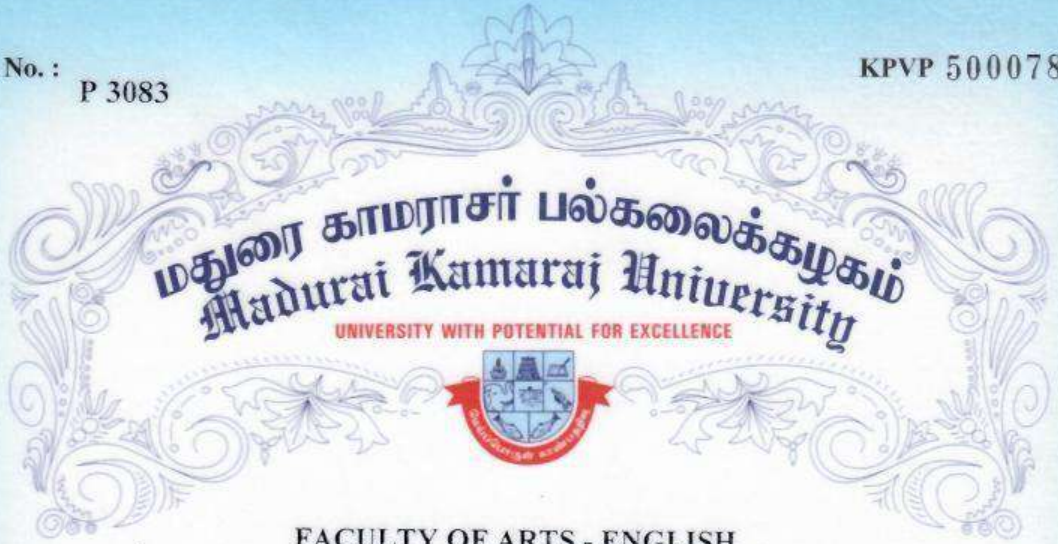 No. :
P 3083
KPVP 500078
மதுரை காமராசர் பல்கலைக்கழகம்
Madurai Kamaraj University
UNIVERSITY WITH POTENTIAL FOR EXCELLENCE
FACULTY OF ARTS - ENGLISH